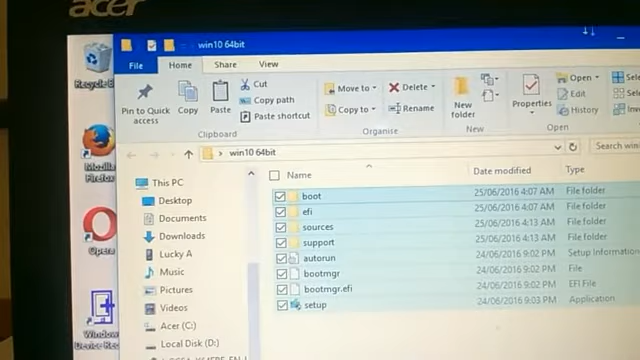 acer
win10 64bit
File Home Share View
Pin to Quick access
Copy
Paste
Cut
Copy path
Paste shortcut
Clipboard
Move to
Copy to
Delete
Rename
Organise
New folder
New
Properties
Open
Edit
History
Open
Sele
Sele
Inve
win10 64bit
Search win
Recycle
Mozilla Firefox
Opera
Window
Device Rec
This PC
Desktop
Documents
Downloads
Lucky A
Music
Pictures
Videos
Acer (C:)
Local Disk (D:)
Name Date modified Type
boot 25/06/2016 4:07 AM File folder
efi 25/06/2016 4:07 AM File folder
sources 25/06/2016 4:13 AM File folder
support 25/06/2016 4:13 AM File folder
autorun 24/06/2016 9:02 PM Setup Information
bootmgr 24/06/2016 9:02 PM File
bootmgr.efi 24/06/2016 9:02 PM EFI File
setup 24/06/2016 9:03 PM Application